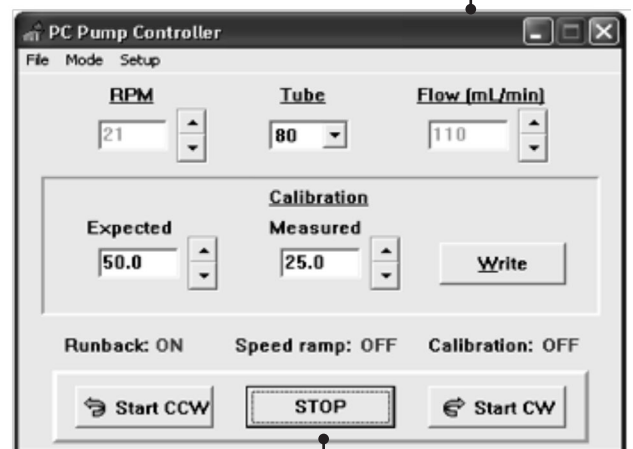 PC Pump Controller
File Mode Setup
RPM Tube Flow (mL/min)
21 80 110
Calibration
Expected Measured
50.0 25.0 Write
Runback: ON Speed ramp: OFF Calibration: OFF
Start CCW STOP Start CW